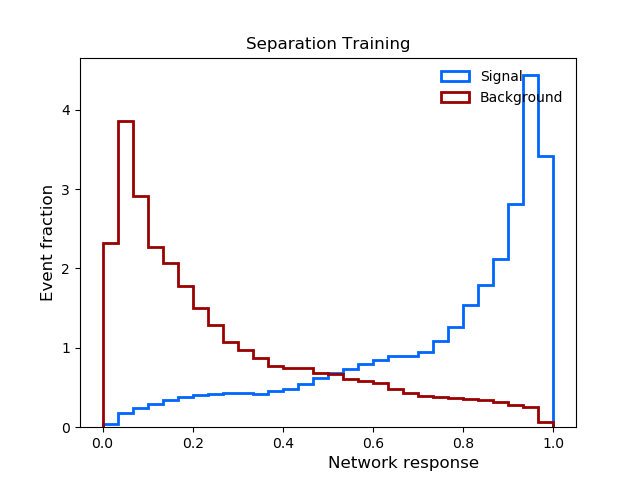 Separation Training
Signal
Background
Event fraction
4
3
2
1
0
0.0 0.2 0.4 0.6 0.8 1.0
Network response